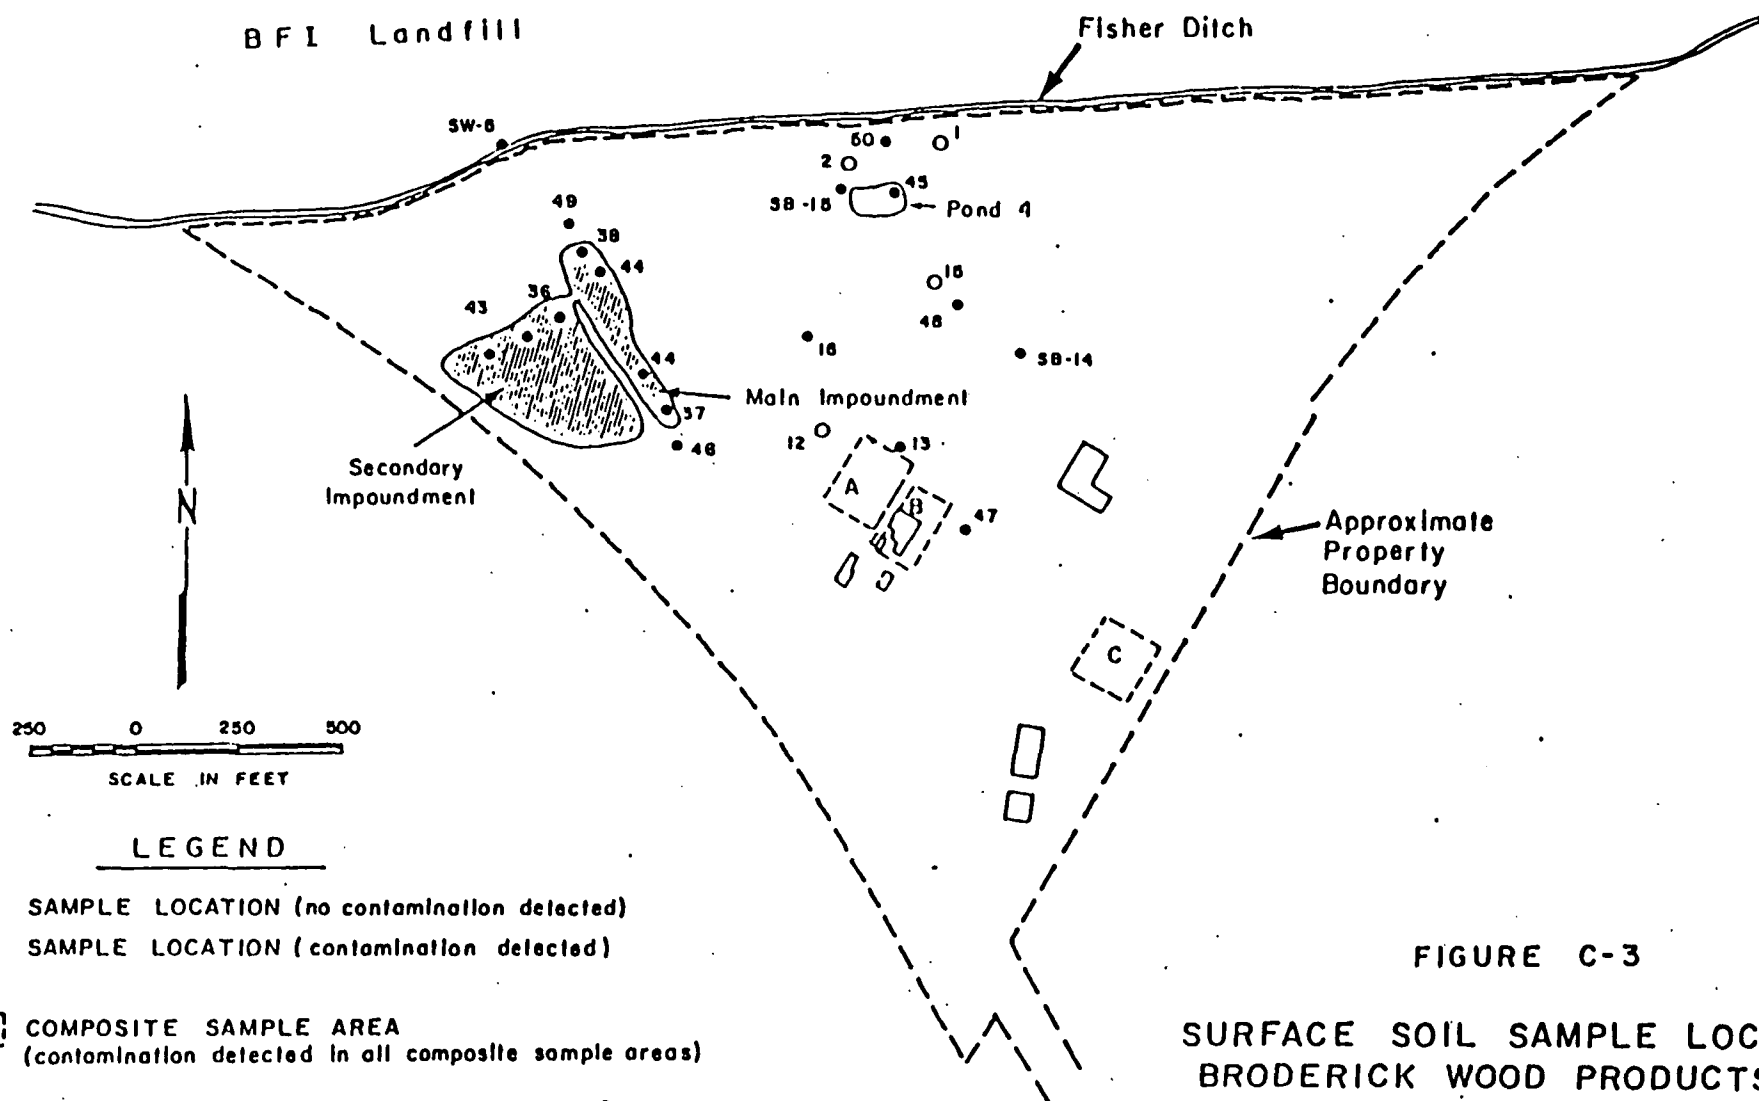 BFI Landfill
Fisher Ditch
SW-6
50
1
2
SB-15
45
Pond 4
49
38
44
36
43
15
48
16
SB-14
44
Main Impoundment
37
46
12
13
Secondary
Impoundment
A
B
47
N
Approximate
Property
Boundary
C
250 0 250 500
SCALE IN FEET
LEGEND
SAMPLE LOCATION (no contamination detected)
SAMPLE LOCATION (contamination detected)
COMPOSITE SAMPLE AREA
(contamination detected in all composite sample areas)
FIGURE C-3
SURFACE SOIL SAMPLE LOC
BRODERICK WOOD PRODUCTS